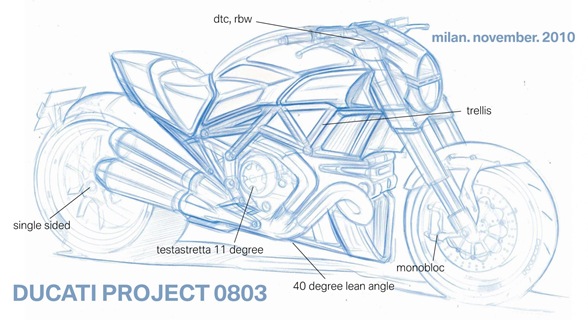 dtc, rbw
milan. november. 2010
trellis
single sided
testastretta 11 degree
monobloc
40 degree lean angle
DUCATI PROJECT 0803